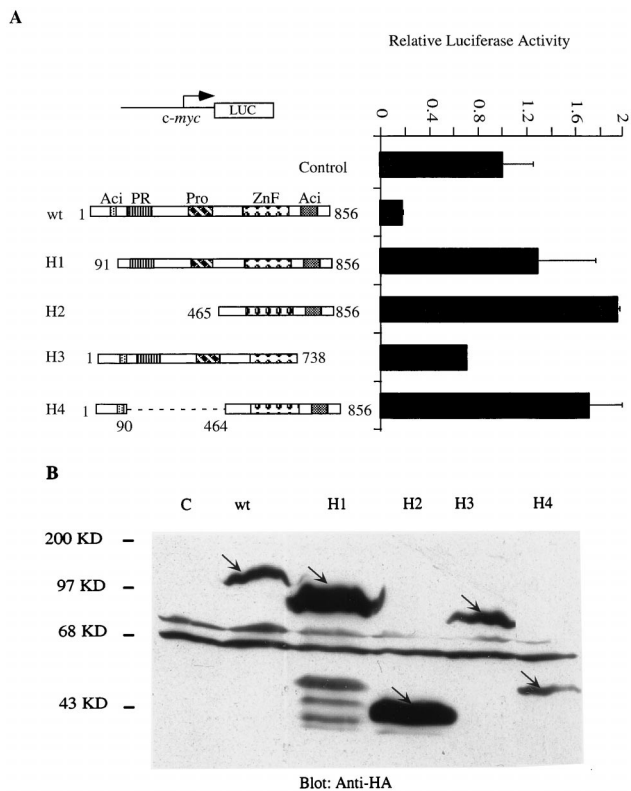 A
Relative Luciferase Activity
c-myc
LUC
0
0.4
0.8
1.2
1.6
2
Control
Aci PR Pro ZnF Aci
wt 1 856
H1 91 856
H2 465 856
H3 1 738
H4 1 856
90 464
B
C wt H1 H2 H3 H4
200 KD
97 KD
68 KD
43 KD
Blot: Anti-HA